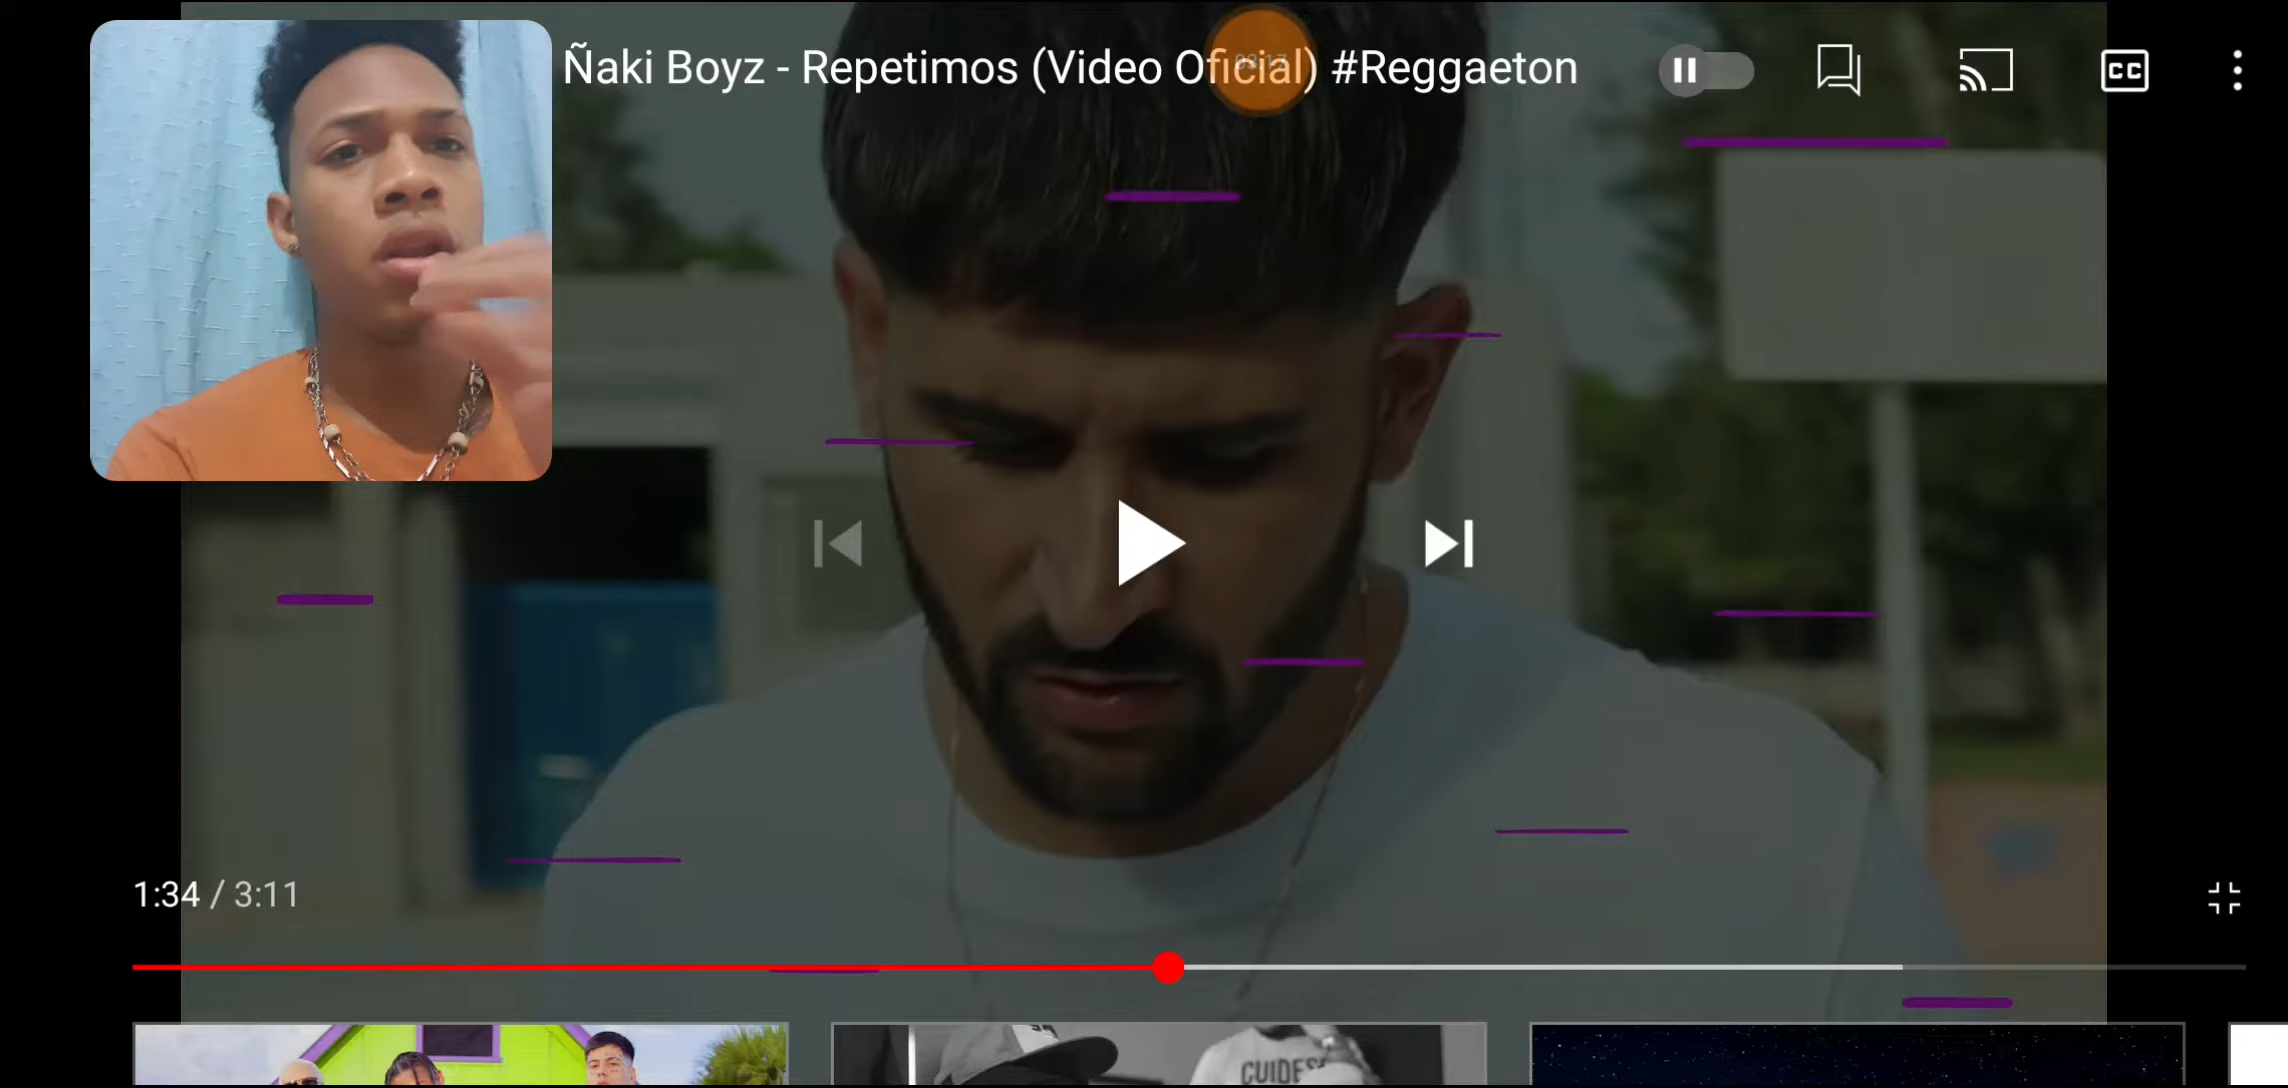 Ñaki Boyz - Repetimos (Video Oficial) #Reggaeton
CC
1:34 / 3:11